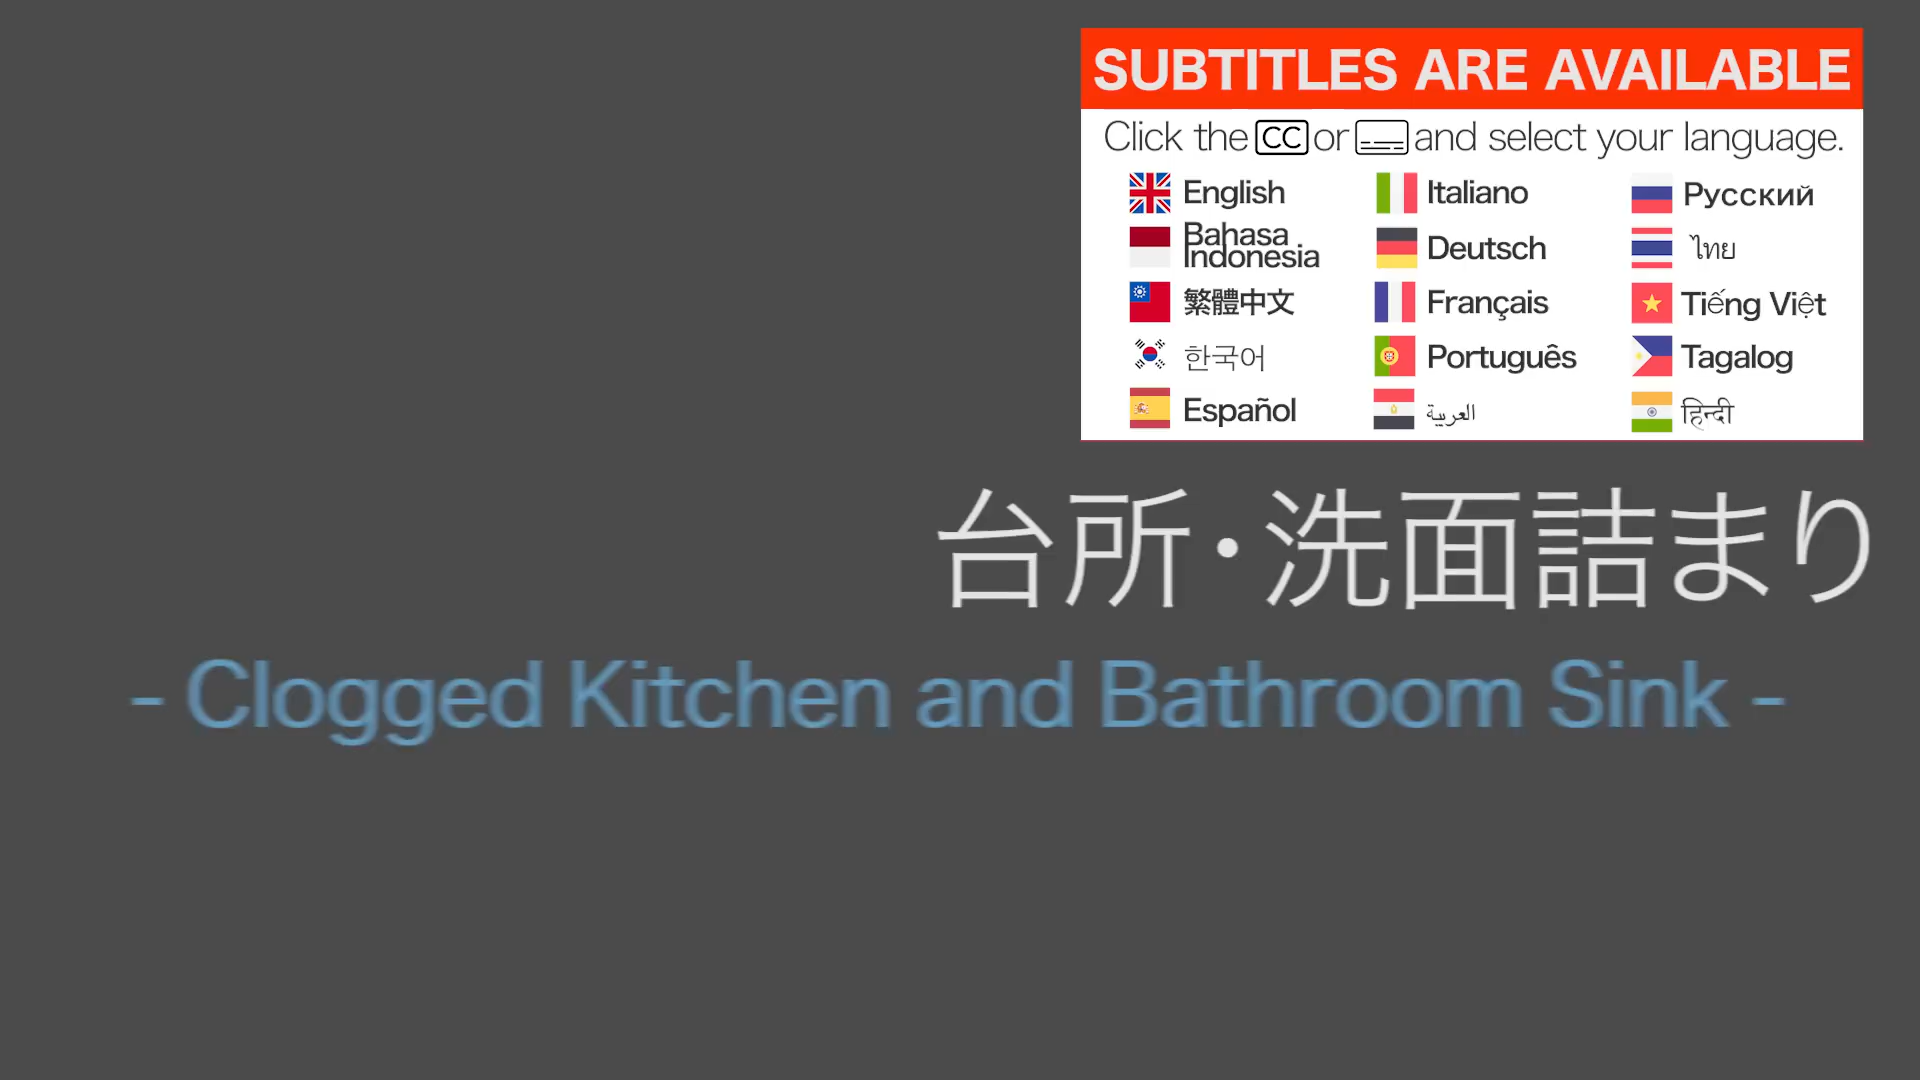 SUBTITLES ARE AVAILABLE
Click the CC or and select your language.
English
Italiano
Русский
Bahasa
Indonesia
Deutsch
ไทย
繁體中文
Français
Tiếng Việt
한국어
Português
Tagalog
Español
العربية
हिन्दी
台所・洗面詰まり
- Clogged Kitchen and Bathroom Sink -